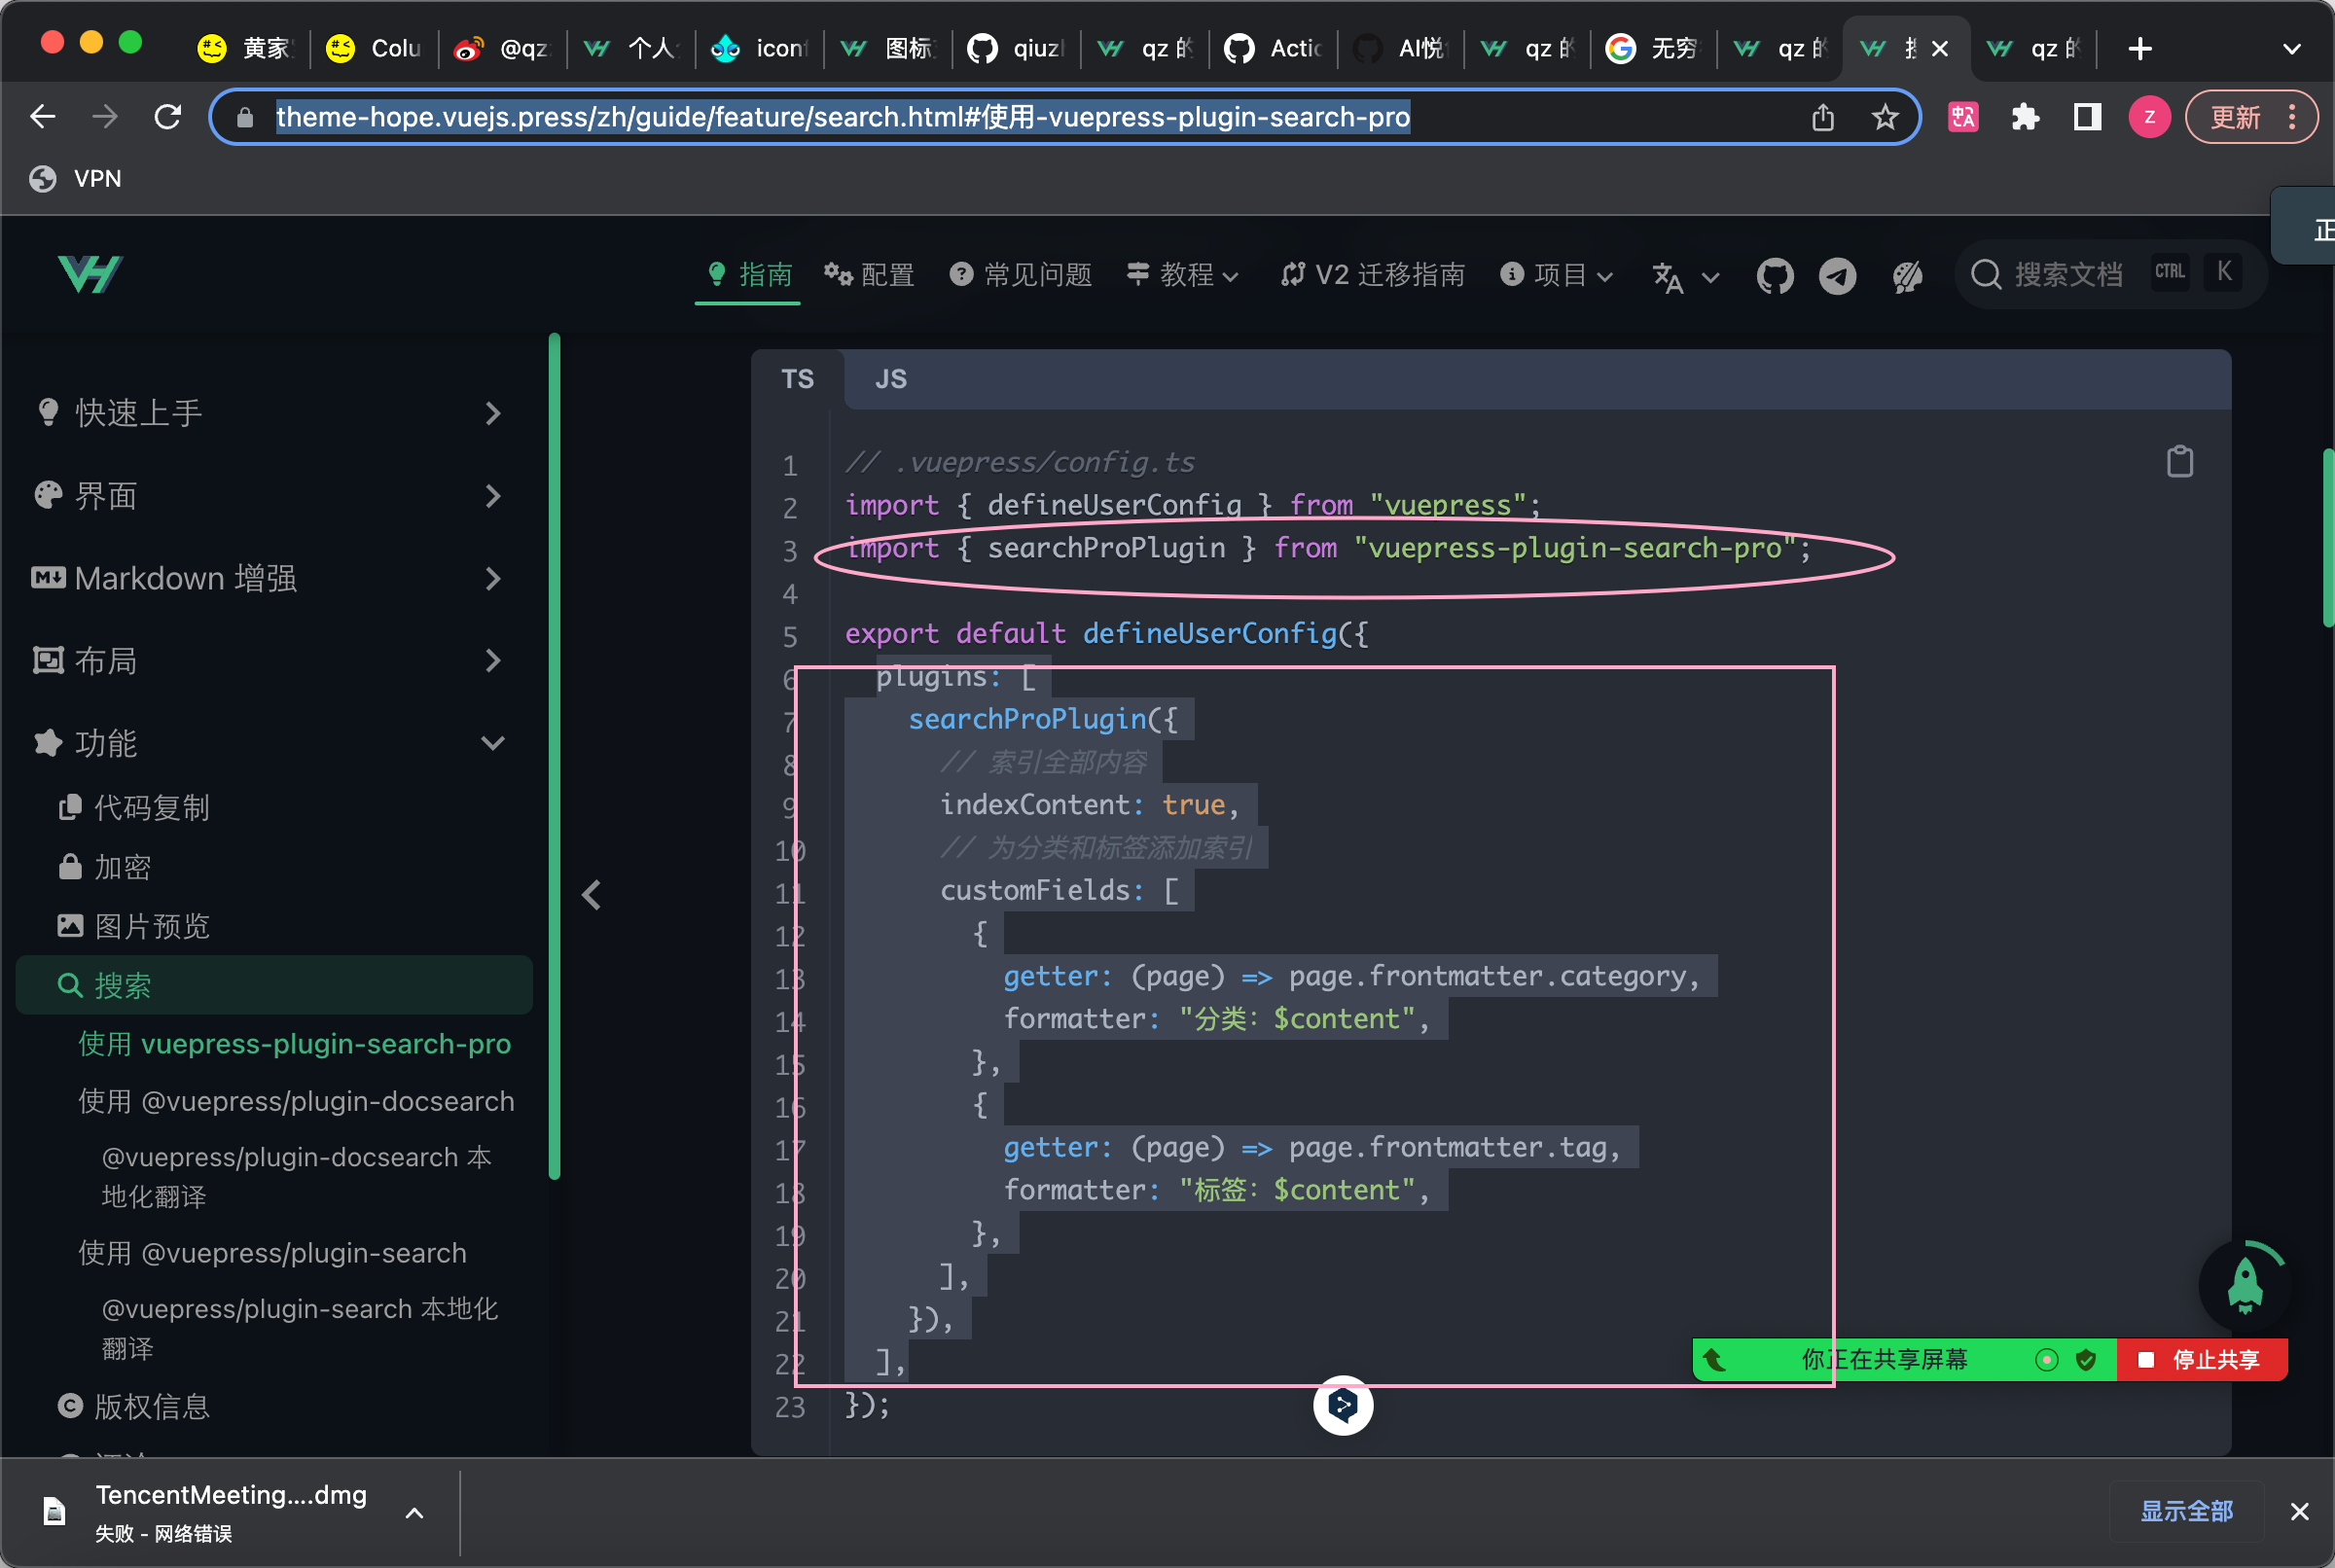 黄家
Colu
@qz
个人
icon
图标
qiuz
qz 的
Actio
AI悦
qz 的
无穷
qz 的
qz 的
theme-hope.vuejs.press/zh/guide/feature/search.html#使用-vuepress-plugin-search-pro
Z
更新
VPN
正
指南
配置
常见问题
教程
V2 迁移指南
项目
搜索文档
CTRL
K
快速上手
界面
Markdown 增强
布局
功能
代码复制
加密
图片预览
搜索
使用 vuepress-plugin-search-pro
使用 @vuepress/plugin-docsearch
@vuepress/plugin-docsearch 本
地化翻译
使用 @vuepress/plugin-search
@vuepress/plugin-search 本地化
翻译
版权信息
TS
JS
1 // .vuepress/config.ts
2 import { defineUserConfig } from "vuepress";
3 import { searchProPlugin } from "vuepress-plugin-search-pro";
4
5 export default defineUserConfig({
6 plugins: [
7 searchProPlugin({
8 // 索引全部内容
9 indexContent: true,
10 // 为分类和标签添加索引
11 customFields: [
12 {
13 getter: (page) => page.frontmatter.category,
14 formatter: "分类：$content",
15 },
16 {
17 getter: (page) => page.frontmatter.tag,
18 formatter: "标签：$content",
19 },
20 ],
21 }),
22 ],
23 });
你正在共享屏幕
停止共享
TencentMeeting....dmg
失败 - 网络错误
显示全部